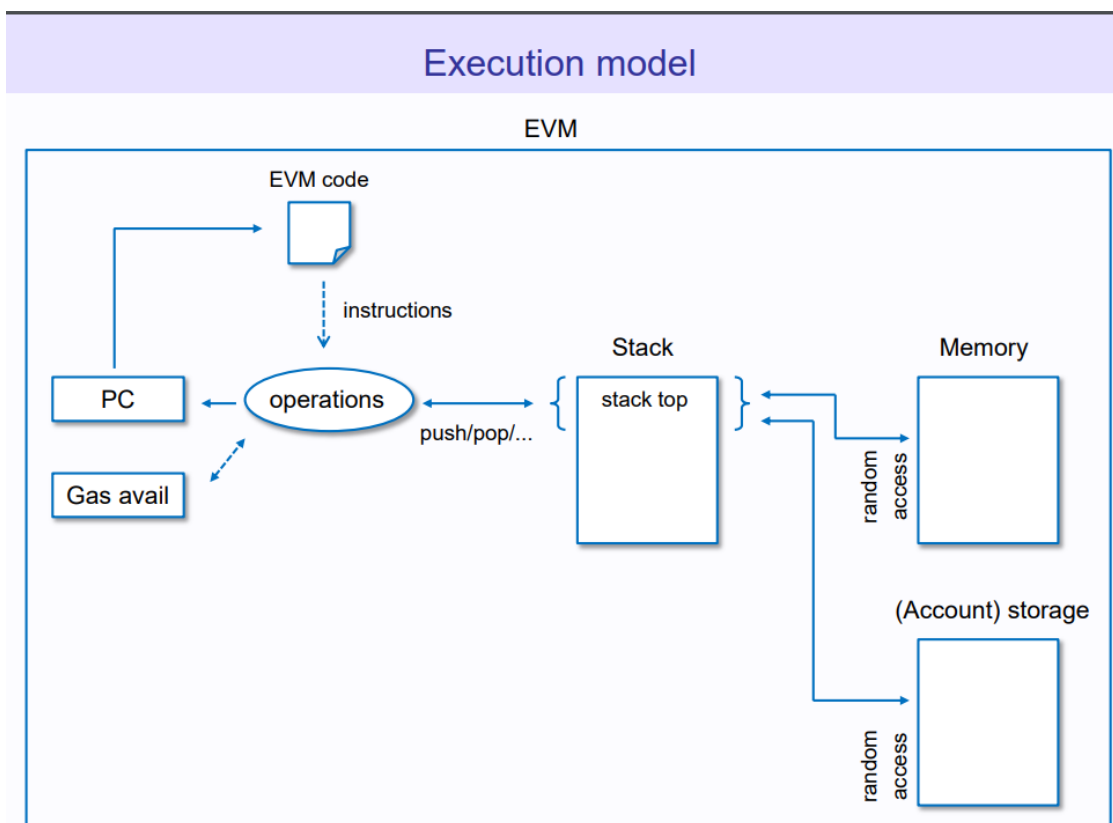 Execution model
EVM
EVM code
instructions
Stack
Memory
PC
operations
stack top
push/pop/...
Gas avail
random
access
(Account) storage
random
access